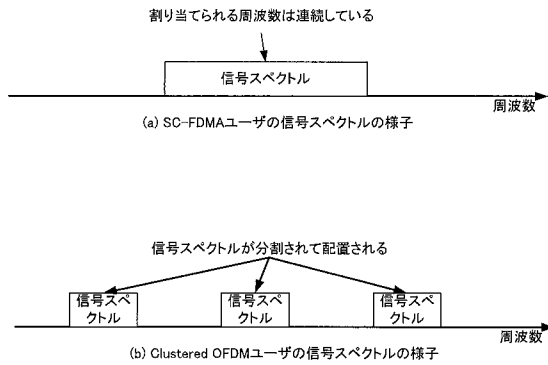 割り当てられる周波数は連続している
信号スペクトル
周波数
(a) SC-FDMAユーザの信号スペクトルの様子
信号スペクトルが分割されて配置される
信号スペ
クトル
信号スペ
クトル
信号スペ
クトル
周波数
(b) Clustered OFDMユーザの信号スペクトルの様子